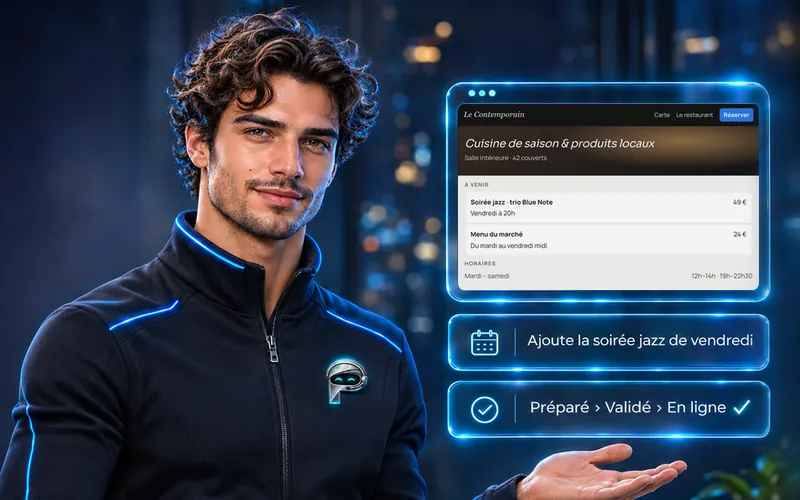 Le Contemporain
Carte Le restaurant Réserver
Cuisine de saison & produits locaux
Salle intérieure · 42 couverts
À VENIR
Soirée jazz · trio Blue Note 49 €
Vendredi à 20h
Menu du marché 24 €
Du mardi au vendredi midi
HORAIRES
Mardi – samedi 12h–14h · 19h–22h30
Ajoute la soirée jazz de vendredi
Préparé › Validé › En ligne ✓